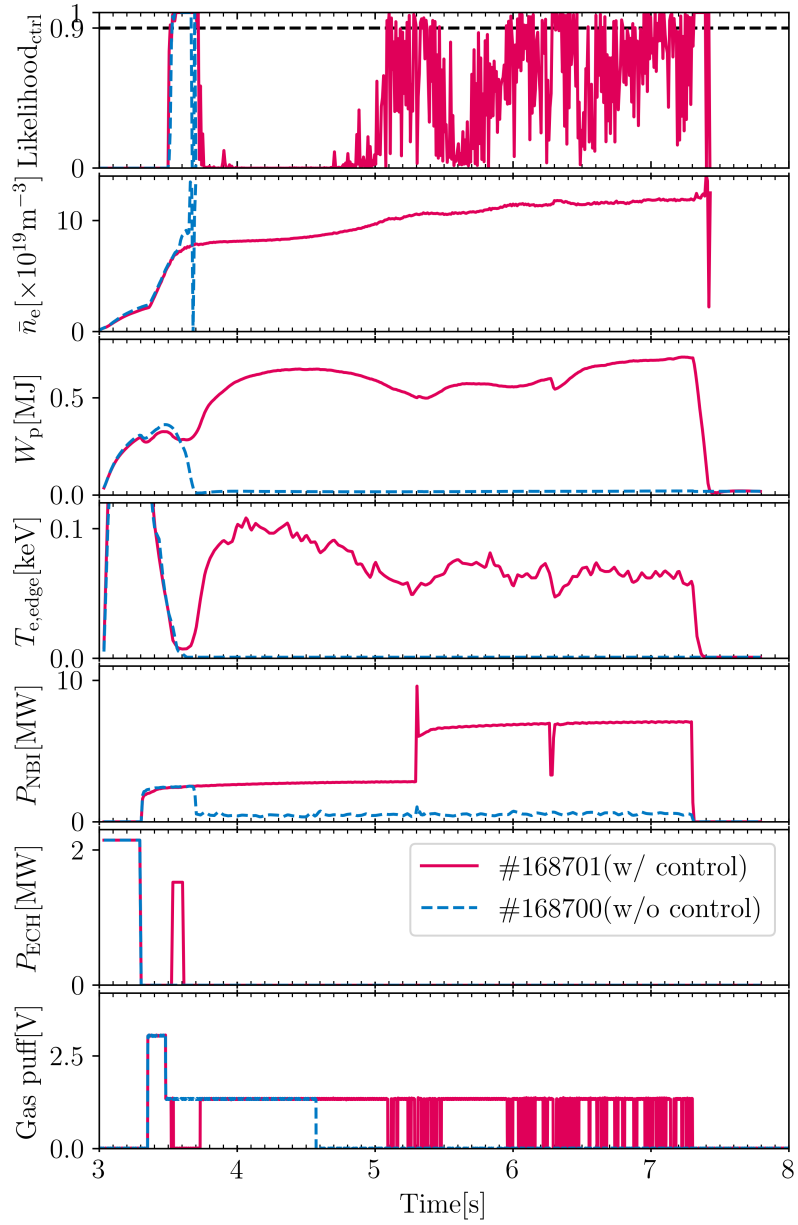 1
0.9
0
Likelihood_ctrl
10
0
n̄_e[×10^19 m^−3]
0.5
0.0
W_p[MJ]
0.1
0.0
T_e,edge[keV]
10
0
P_NBI[MW]
2
0
P_ECH[MW]
#168701(w/ control)
#168700(w/o control)
2.5
0.0
Gas puff[V]
3 4 5 6 7 8
Time[s]